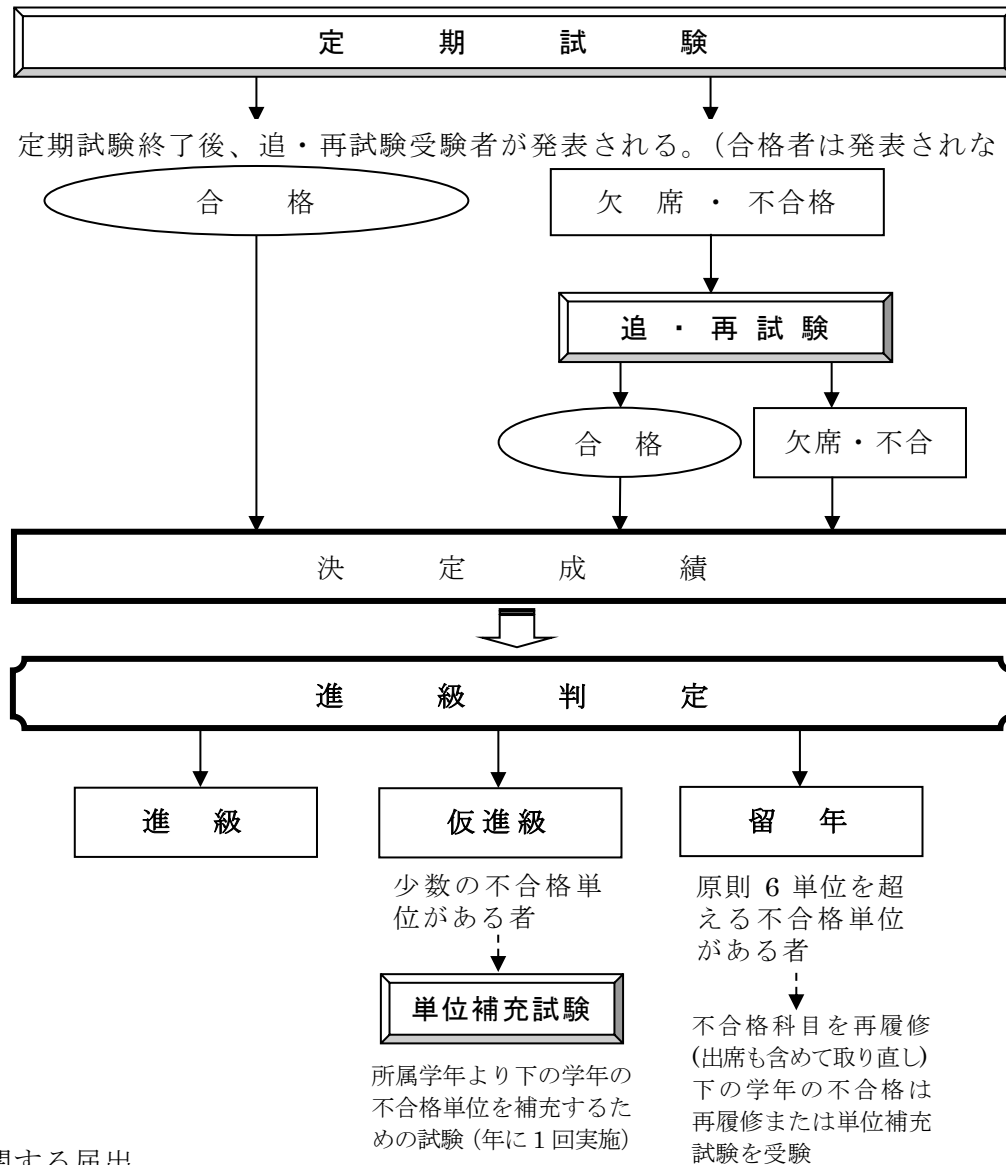 定期試験
定期試験終了後、追・再試験受験者が発表される。(合格者は発表されな
合格
欠席・不合格
追・再試験
合格
欠席・不合
決定成績
進級判定
進級
仮進級
留年
少数の不合格単
位がある者
原則 6 単位を超
える不合格単位
がある者
単位補充試験
所属学年より下の学年の
不合格単位を補充するた
めの試験 (年に 1 回実施)
不合格科目を再履修
(出席も含めて取り直し)
下の学年の不合格は
再履修または単位補充
試験を受験
関する届出